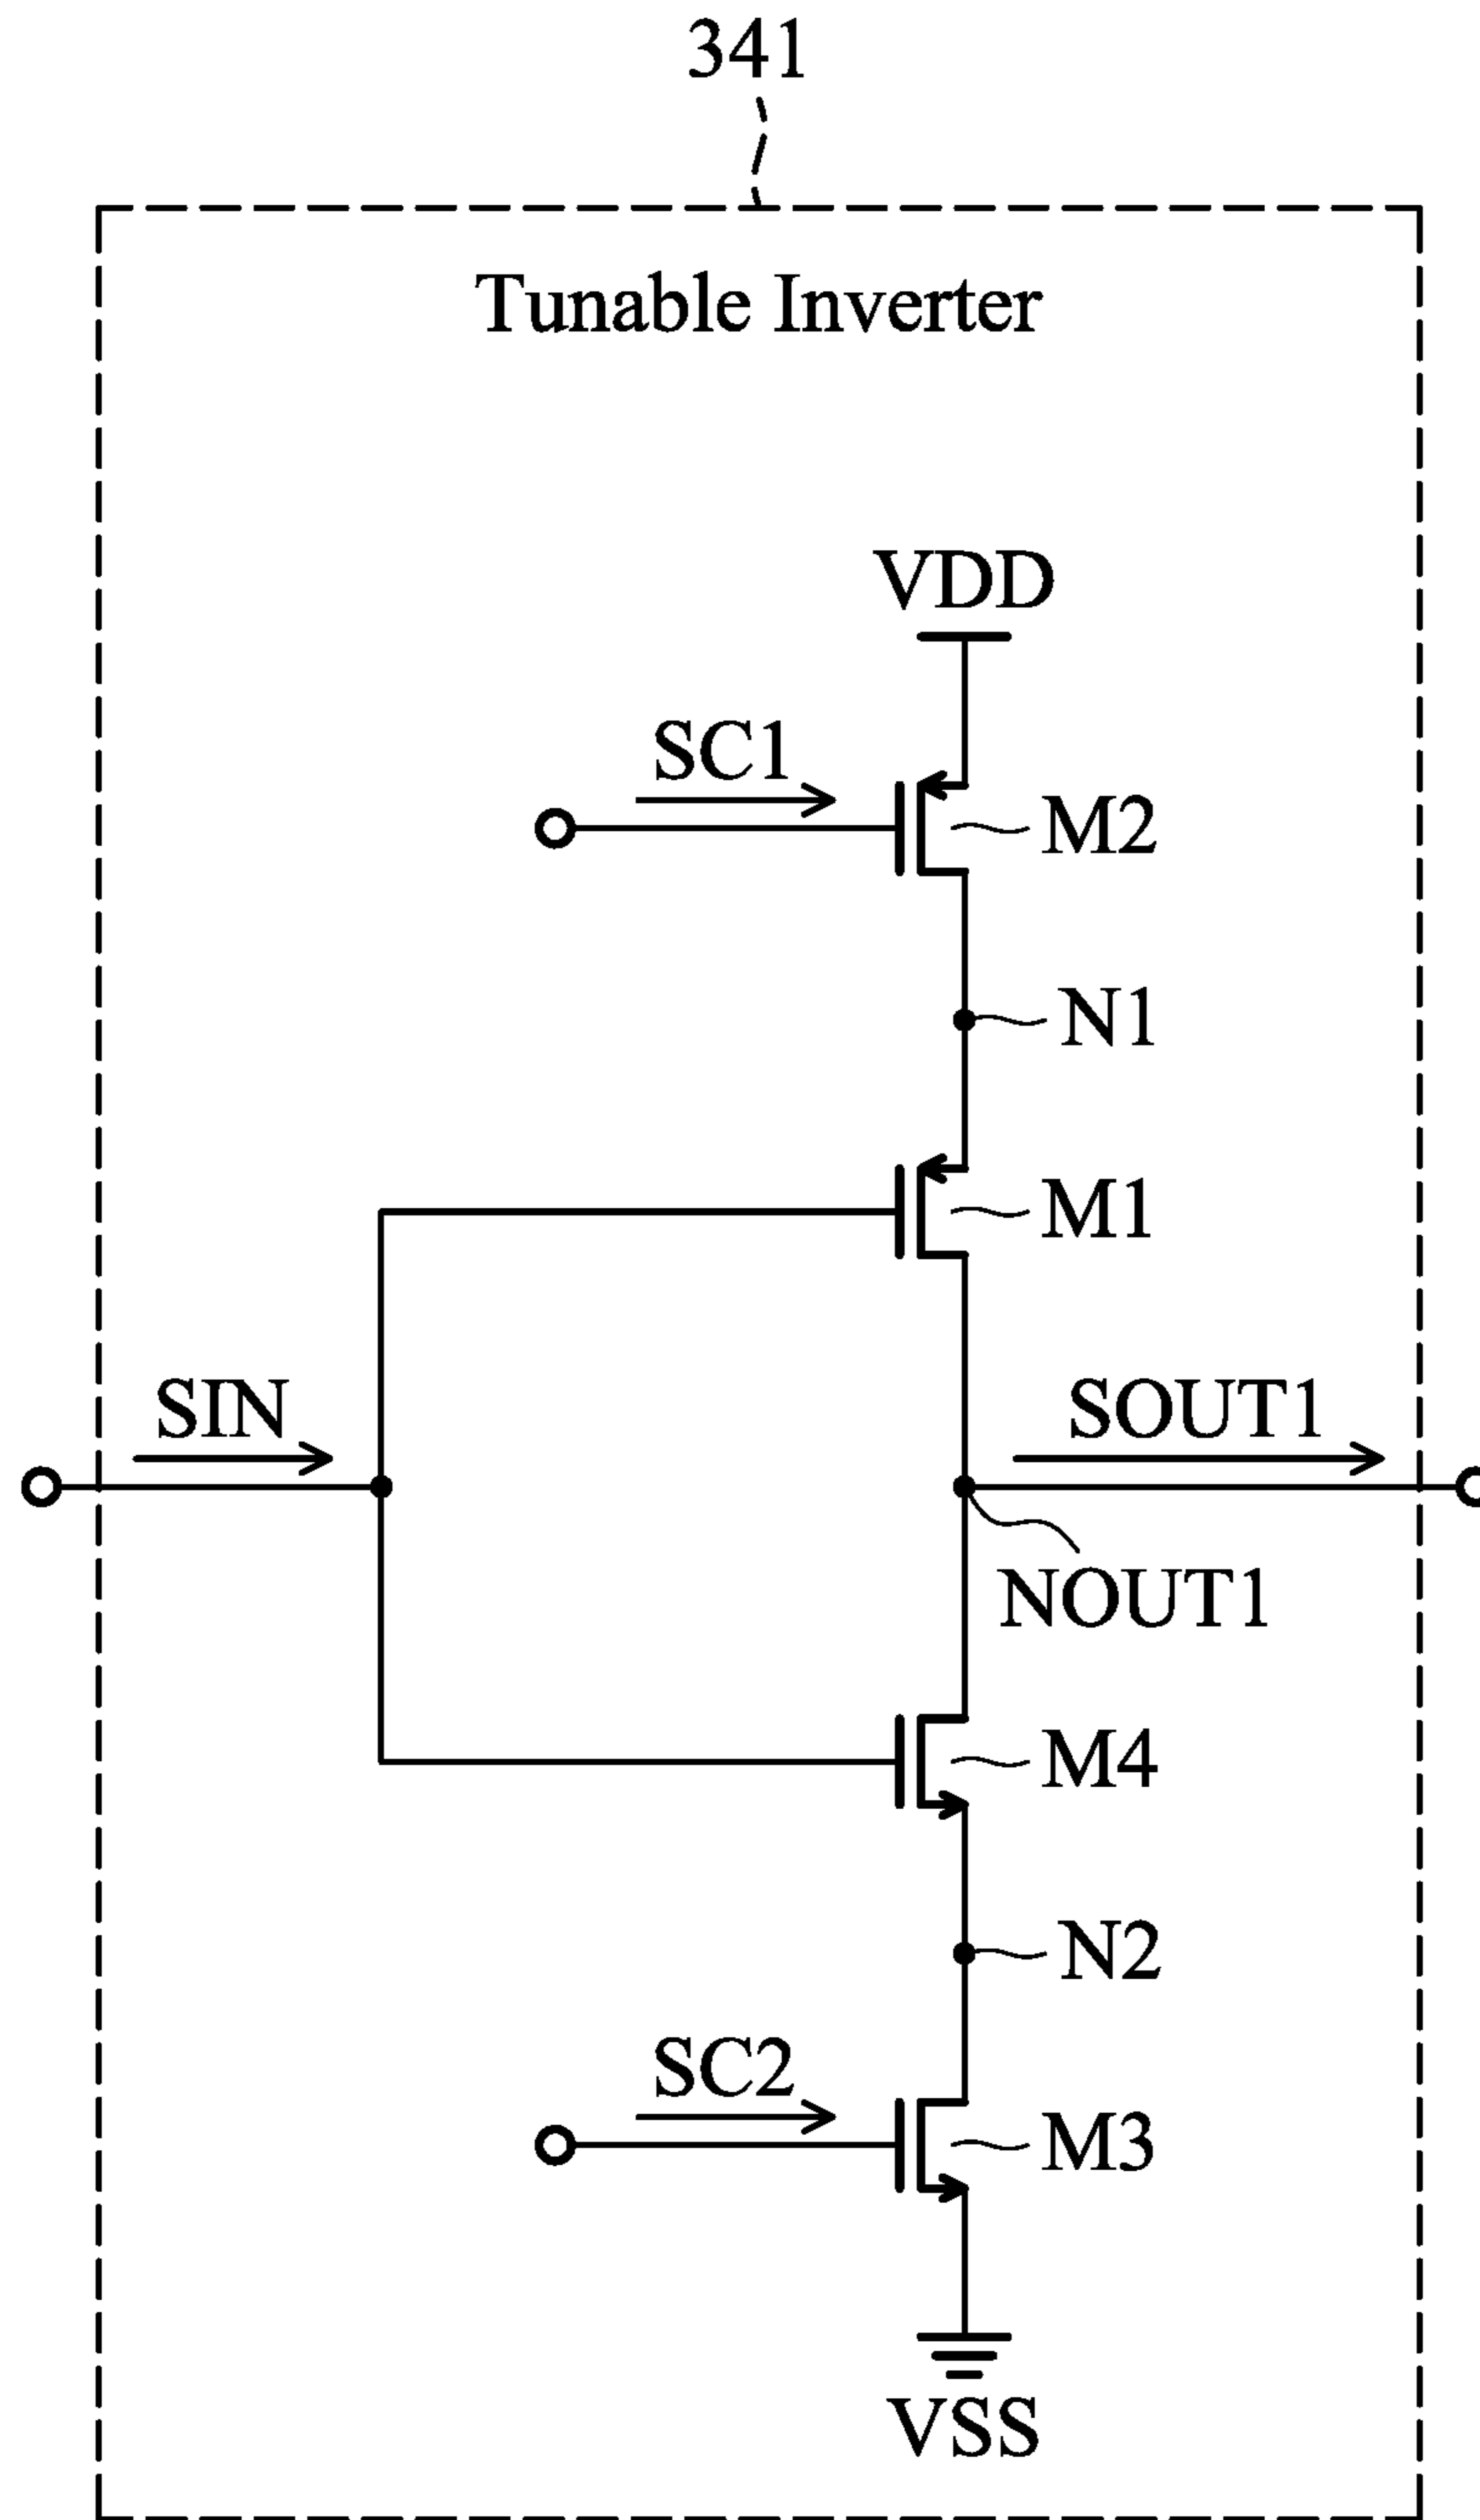 341
Tunable Inverter
VDD
SC1
M2
N1
M1
SIN
SOUT1
NOUT1
M4
N2
SC2
M3
VSS